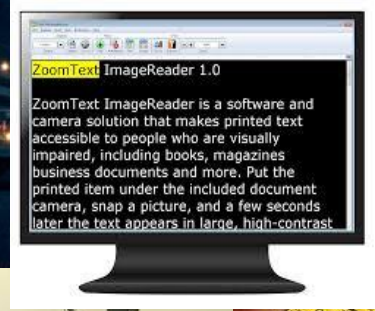 ZoomText ImageReader 1.0
ZoomText ImageReader is a software and
camera solution that makes printed text
accessible to people who are visually
impaired, including books, magazines
business documents and more. Put the
printed item under the included document
camera, snap a picture, and a few seconds
later the text appears in large, high-contrast